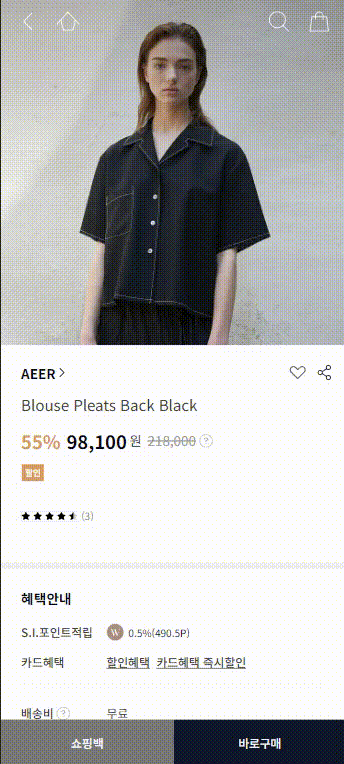 AEER
Blouse Pleats Back Black
55% 98,100원 218,000 ?
할인
(3)
혜택안내
S.I.포인트적립 W 0.5%(490.5P)
카드혜택 할인혜택 카드혜택 즉시할인
배송비 ? 무료
쇼핑백 바로구매